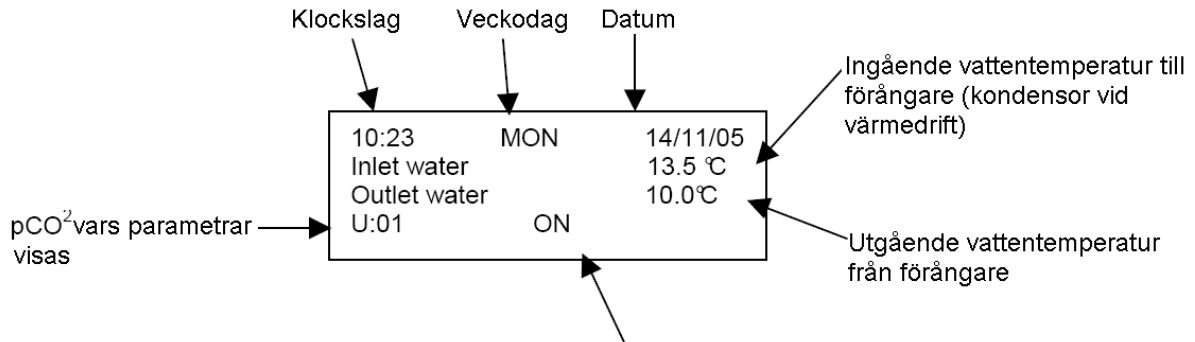 Klockslag Veckodag Datum
Ingående vattentemperatur till
förångare (kondensor vid
värmedrift)
10:23 MON 14/11/05
Inlet water 13.5 °C
Outlet water 10.0°C
U:01 ON
pCO²vars parametrar
visas
Utgående vattentemperatur
från förångare